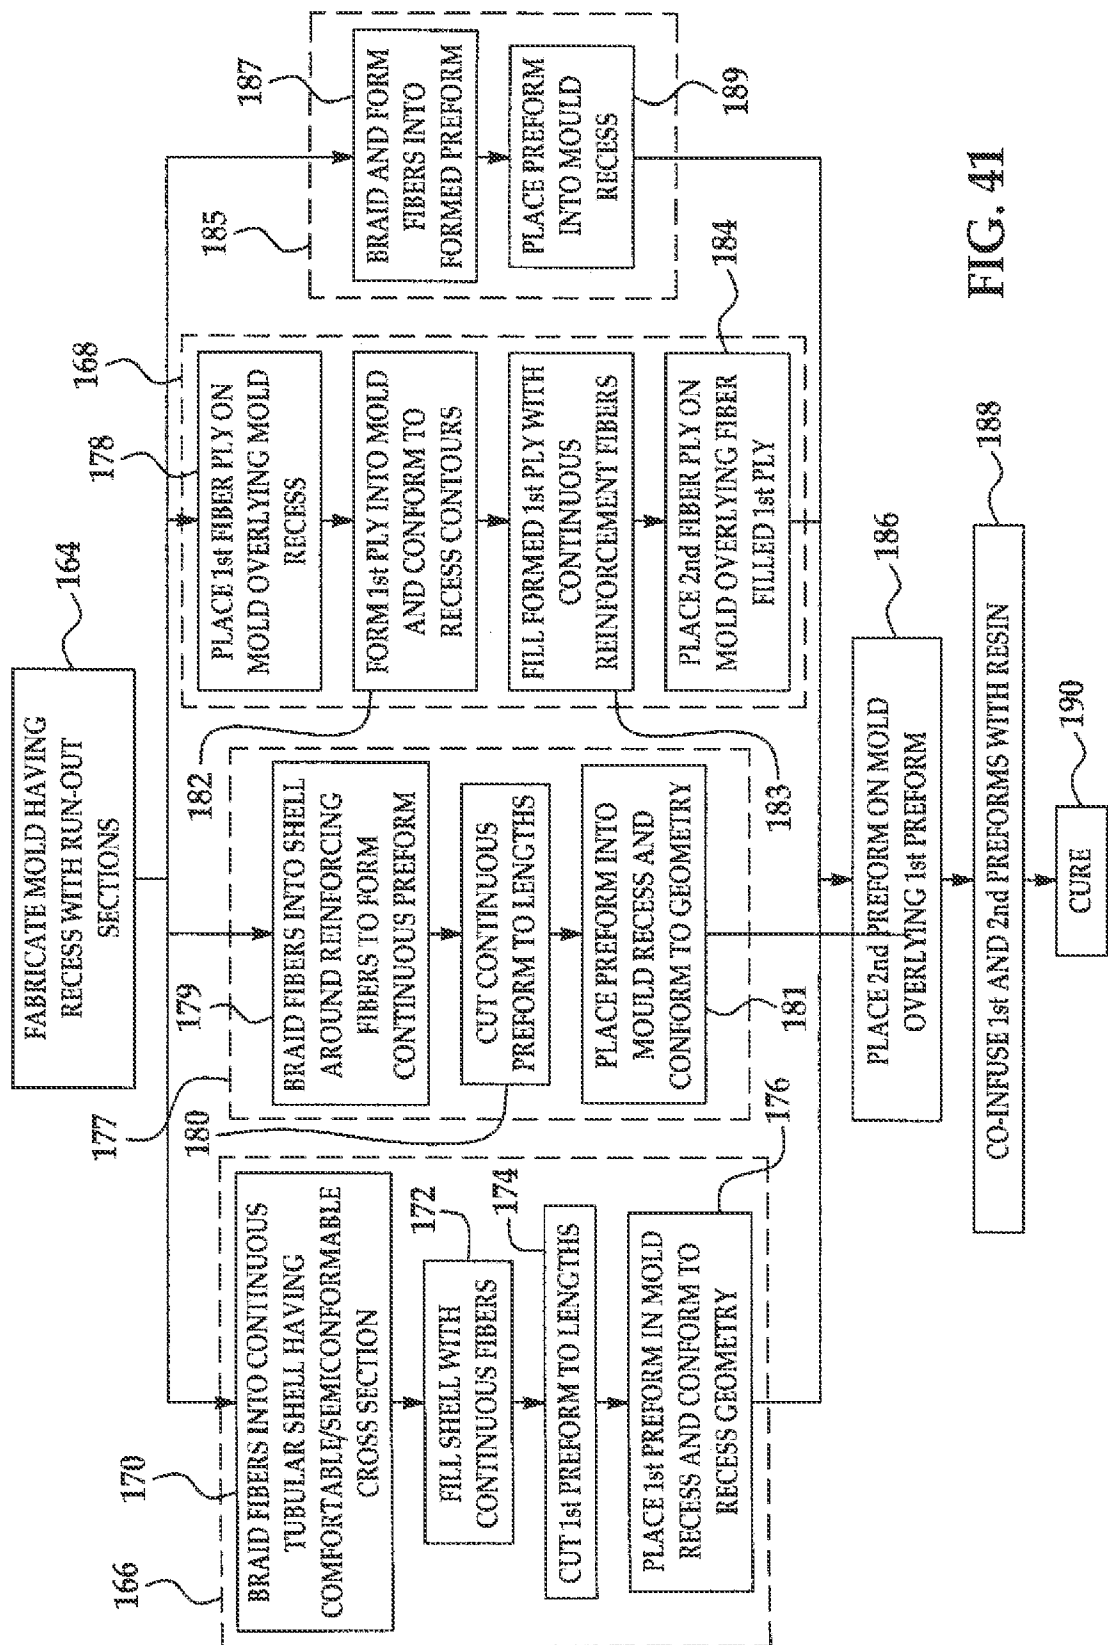 164
FABRICATE MOLD HAVING
RECESS WITH RUN-OUT
SECTIONS
166
170
BRAID FIBERS INTO CONTINUOUS
TUBULAR SHELL HAVING
COMFORTABLE/SEMICONFORMABLE
CROSS SECTION
172
FILL SHELL WITH
CONTINUOUS FIBERS
174
CUT 1st PREFORM TO LENGTHS
PLACE 1st PREFORM IN MOLD
RECESS AND CONFORM TO
RECESS GEOMETRY
176
177
179
BRAID FIBERS INTO SHELL
AROUND REINFORCING
FIBERS TO FORM
CONTINUOUS PREFORM
180
CUT CONTINUOUS
PREFORM TO LENGTHS
PLACE PREFORM INTO
MOULD RECESS AND
CONFORM TO GEOMETRY
181
168
178
PLACE 1st FIBER PLY ON
MOLD OVERLYING MOLD
RECESS
182
FORM 1st PLY INTO MOLD
AND CONFORM TO
RECESS CONTOURS
FILL FORMED 1st PLY WITH
CONTINUOUS
REINFORCEMENT FIBERS
183
PLACE 2nd FIBER PLY ON
MOLD OVERLYING FIBER
FILLED 1st PLY
184
185
187
BRAID AND FORM
FIBERS INTO
FORMED PREFORM
PLACE PREFORM
INTO MOULD
RECESS
189
186
PLACE 2nd PREFORM ON MOLD
OVERLYING 1st PREFORM
188
CO-INFUSE 1st AND 2nd PREFORMS WITH RESIN
190
CURE
FIG. 41